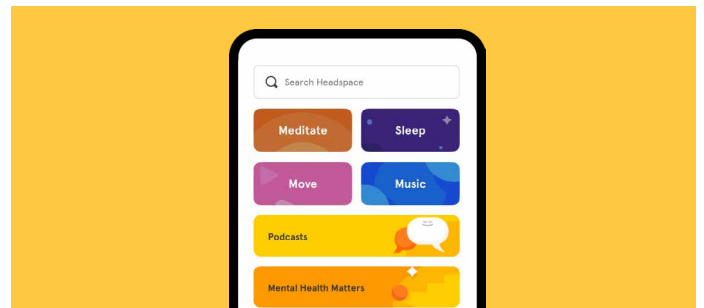 Search Headspace
Meditate
Sleep
Move
Music
Podcasts
Mental Health Matters